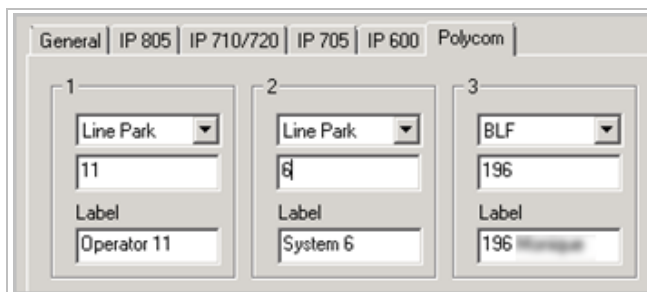 General IP 805 IP 710/720 IP 705 IP 600 Polycom
1 2 3
Line Park Line Park BLF
11 6 196
Label Label Label
Operator 11 System 6 196